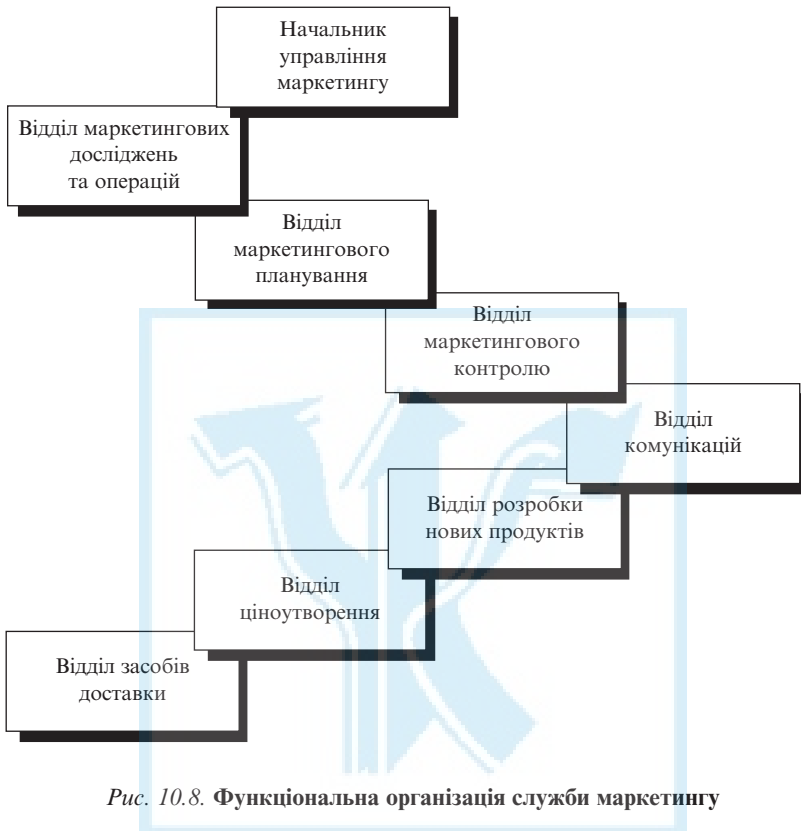 Начальник
управління
маркетингу
Відділ маркетингових
досліджень
та операцій
Відділ
маркетингового
планування
Відділ
маркетингового
контролю
Відділ
комунікацій
Відділ розробки
нових продуктів
Відділ
ціноутворення
Відділ засобів
доставки
Рис. 10.8. Функціональна організація служби маркетингу